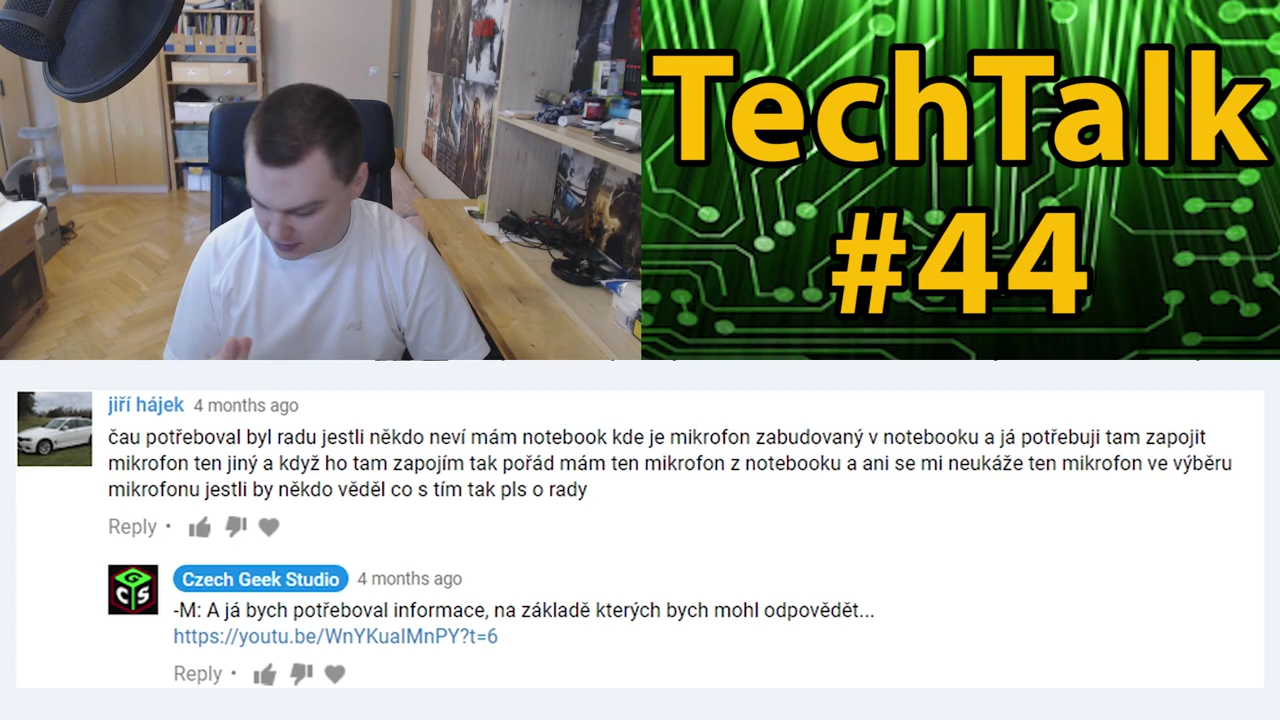 TechTalk
#44
jiří hájek 4 months ago
čau potřeboval byl radu jestli někdo neví mám notebook kde je mikrofon zabudovaný v notebooku a já potřebuji tam zapojit
mikrofon ten jiný a když ho tam zapojím tak pořád mám ten mikrofon z notebooku a ani se mi neukáže ten mikrofon ve výběru
mikrofonu jestli by někdo věděl co s tím tak pls o rady
Reply •
Czech Geek Studio 4 months ago
-M: A já bych potřeboval informace, na základě kterých bych mohl odpovědět...
https://youtu.be/WnYKualMnPY?t=6
Reply •